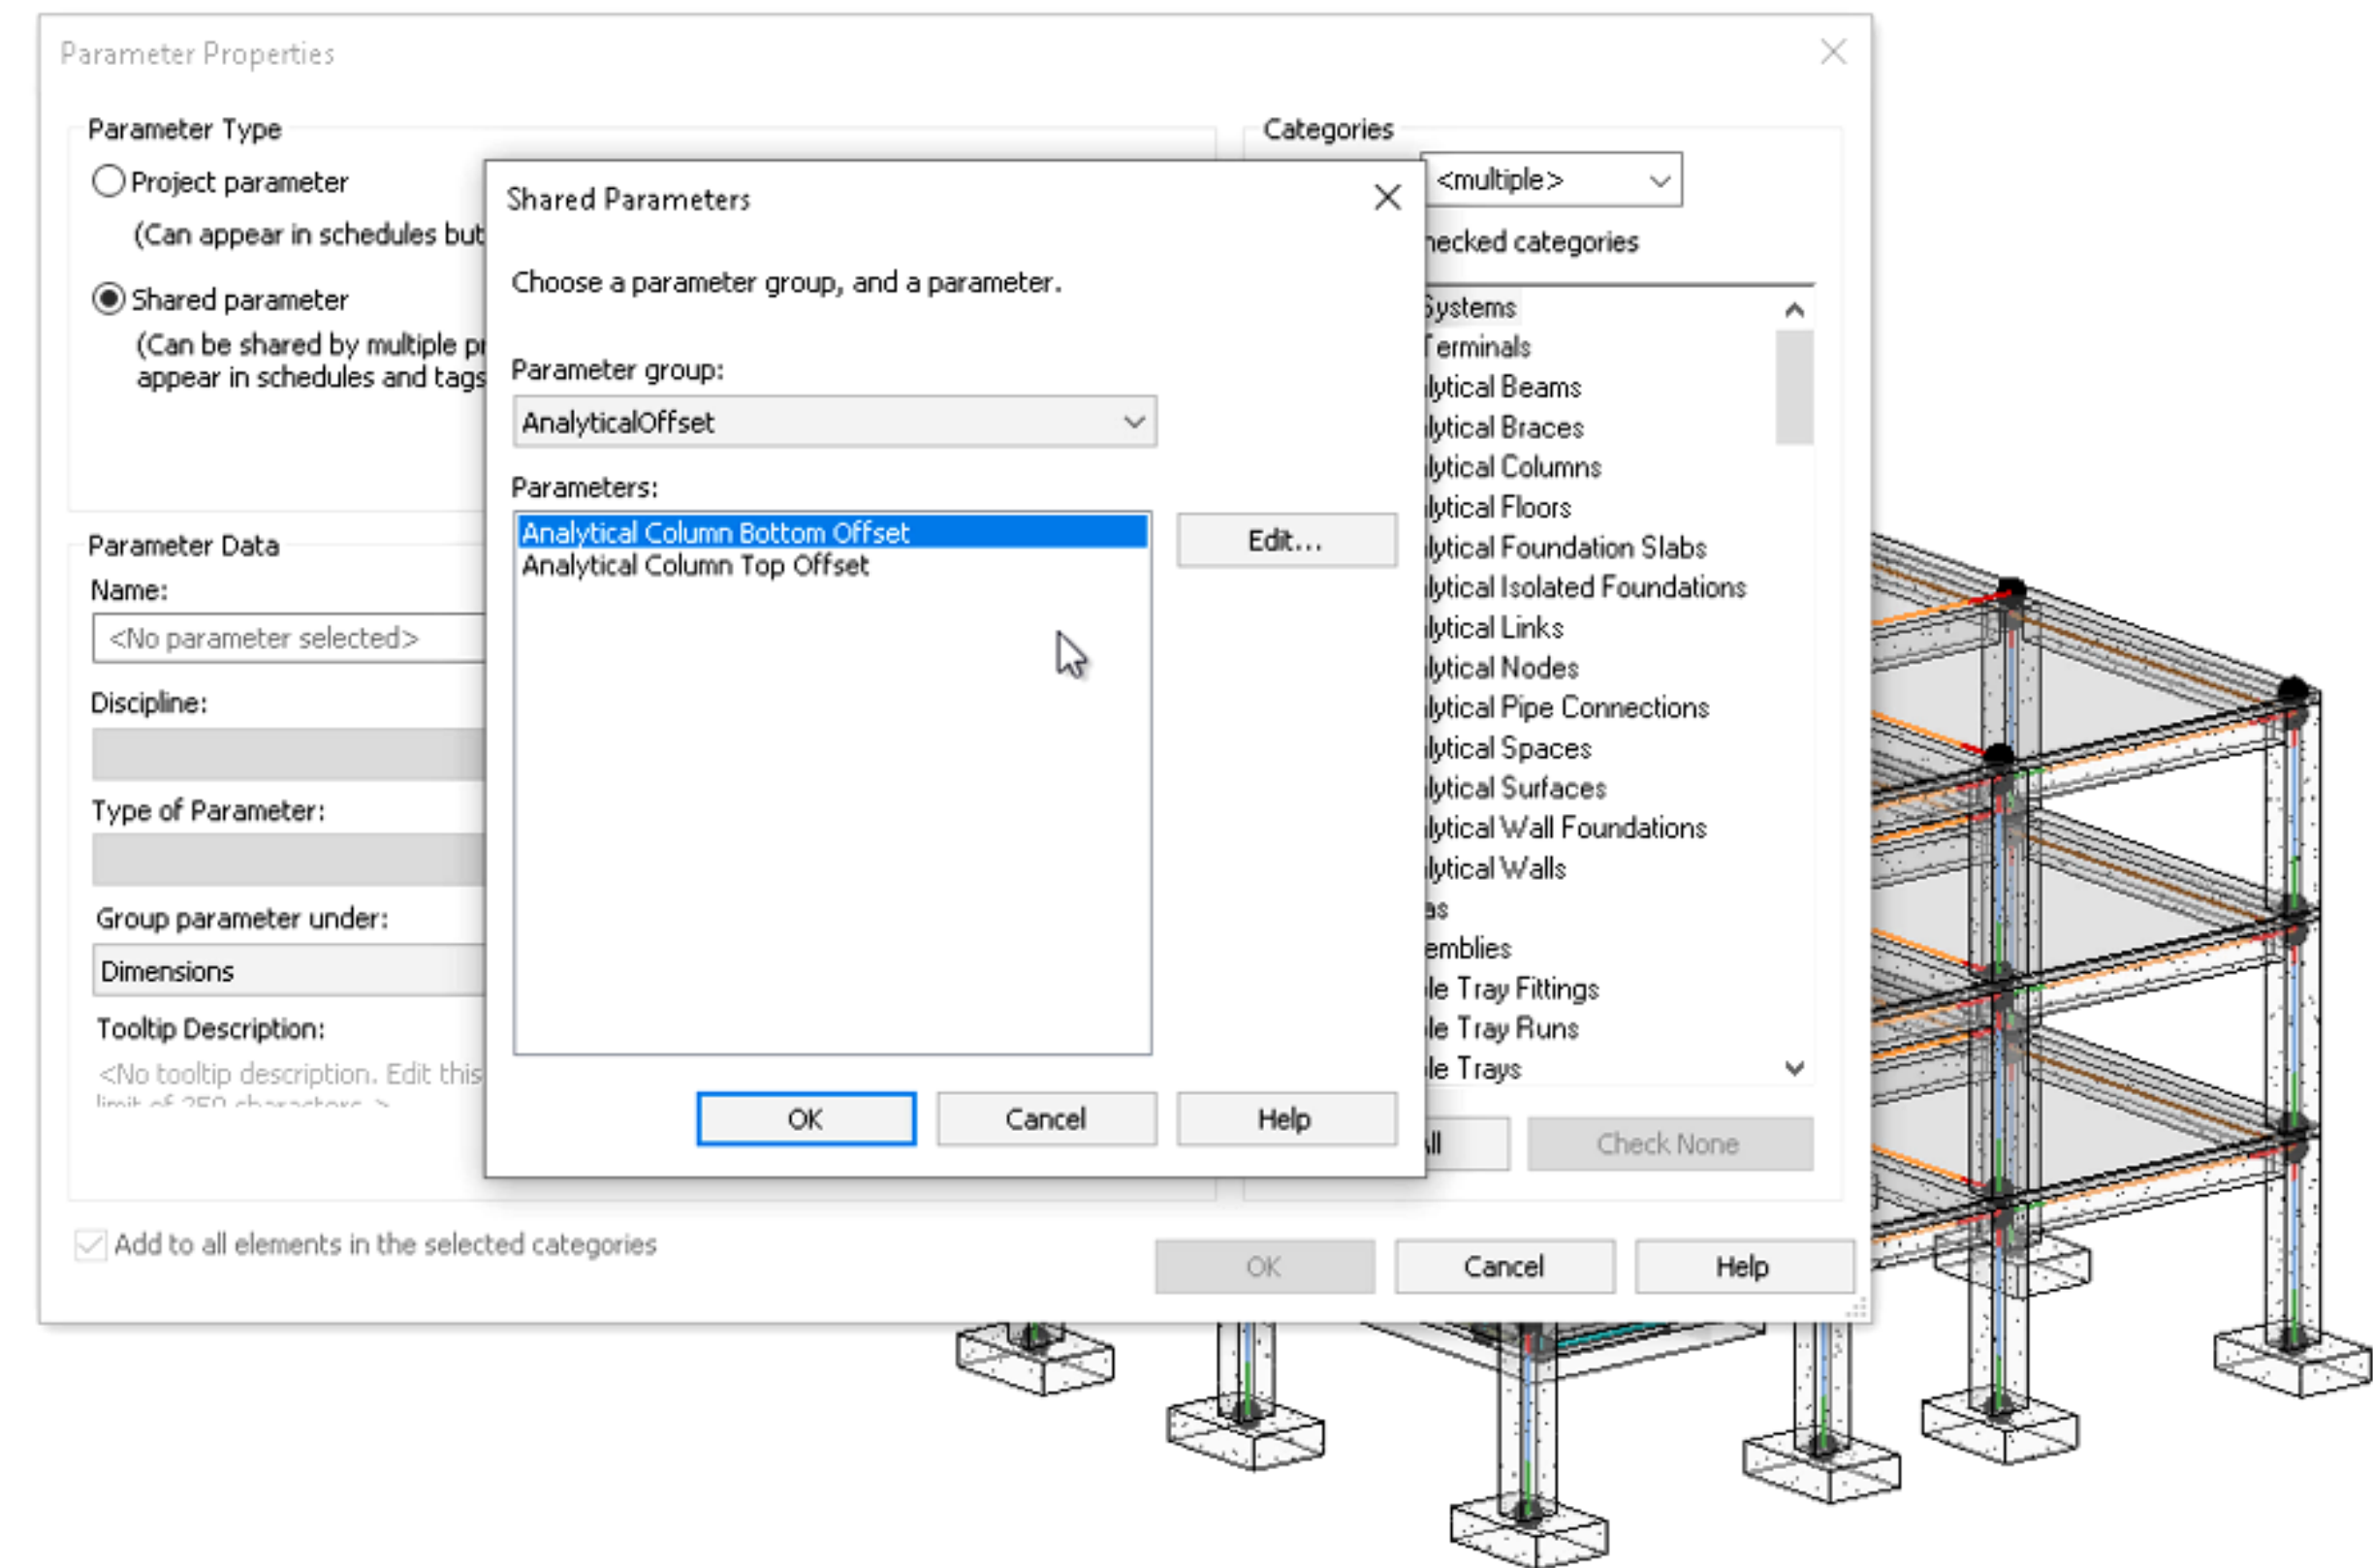 Parameter Properties
Parameter Type
Project parameter
(Can appear in schedules but
Shared parameter
(Can be shared by multiple
appear in schedules and tags
Parameter Data
Name:
<No parameter selected>
Discipline:
Type of Parameter:
Group parameter under:
Dimensions
Tooltip Description:
<No tooltip description. Edit this
limit of 250 characters.>
Add to all elements in the selected categories
Shared Parameters
Choose a parameter group, and a parameter.
Parameter group:
AnalyticalOffset
Parameters:
Analytical Column Bottom Offset
Analytical Column Top Offset
Edit...
OK
Cancel
Help
Categories
<multiple>
hecked categories
Systems
Terminals
lytical Beams
lytical Braces
lytical Columns
lytical Floors
lytical Foundation Slabs
lytical Isolated Foundations
lytical Links
lytical Nodes
lytical Pipe Connections
lytical Spaces
lytical Surfaces
lytical Wall Foundations
lytical Walls
as
emblies
le Tray Fittings
le Tray Runs
le Trays
ll
Check None
OK
Cancel
Help